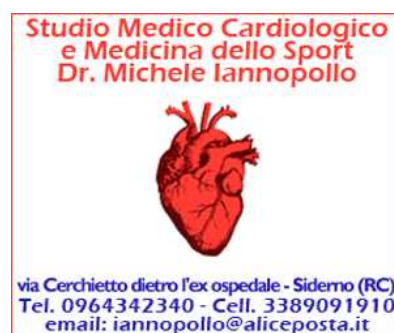 Studio Medico Cardiologico
e Medicina dello Sport
Dr. Michele Iannopollo
via Cerchietto dietro l'ex ospedale - Siderno (RC)
Tel. 0964342340 - Cell. 3389091910
email: iannopollo@aliceposta.it